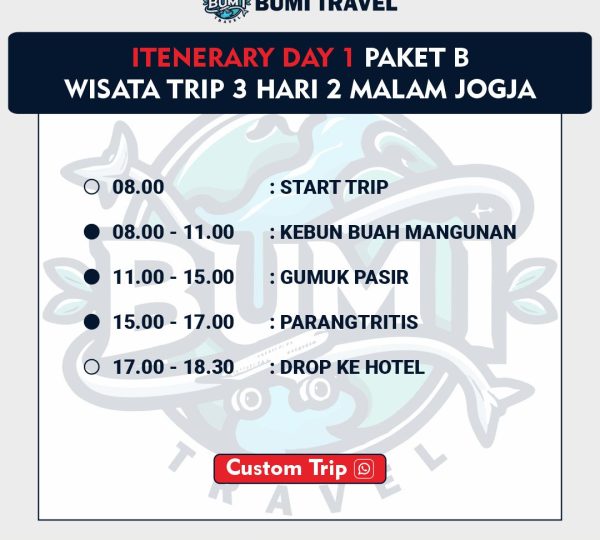 BUMI TRAVEL
BUMI
TRAVEL
ITENERARY DAY 1 PAKET B
WISATA TRIP 3 HARI 2 MALAM JOGJA
08.00 : START TRIP
08.00 - 11.00 : KEBUN BUAH MANGUNAN
11.00 - 15.00 : GUMUK PASIR
15.00 - 17.00 : PARANGTRITIS
17.00 - 18.30 : DROP KE HOTEL
BUMI
Custom Trip
TRAVEL